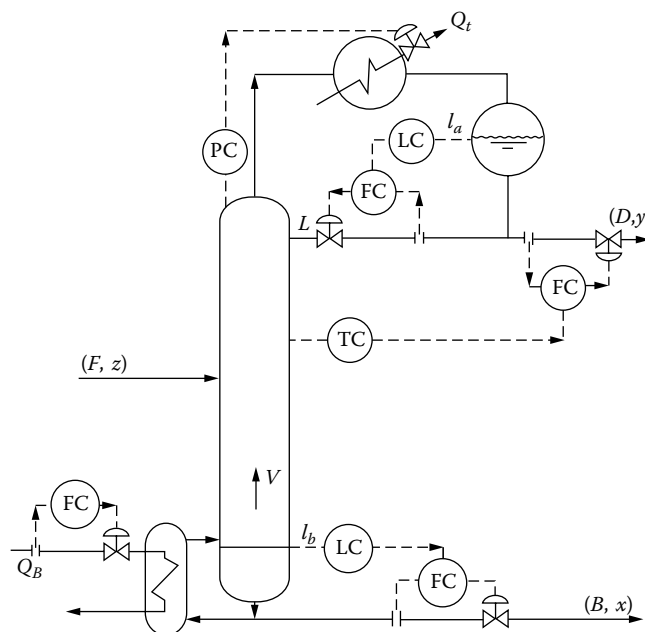 Q_t
l_a
LC
PC
FC
L
(D,y
FC
TC
(F, z)
V
FC
l_b
LC
Q_B
FC
(B, x)